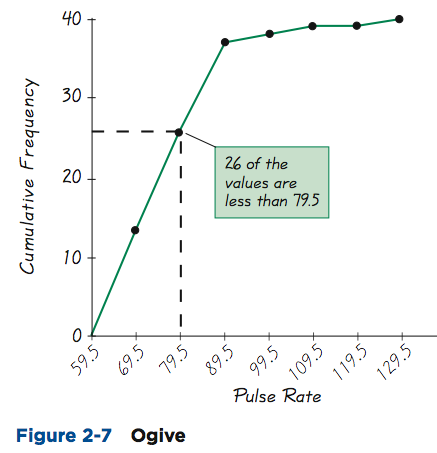 40
30
20
10
0
Cumulative Frequency
26 of the
values are
less than 79.5
59.5 69.5 79.5 89.5 99.5 109.5 119.5 129.5
Pulse Rate
Figure 2-7 Ogive